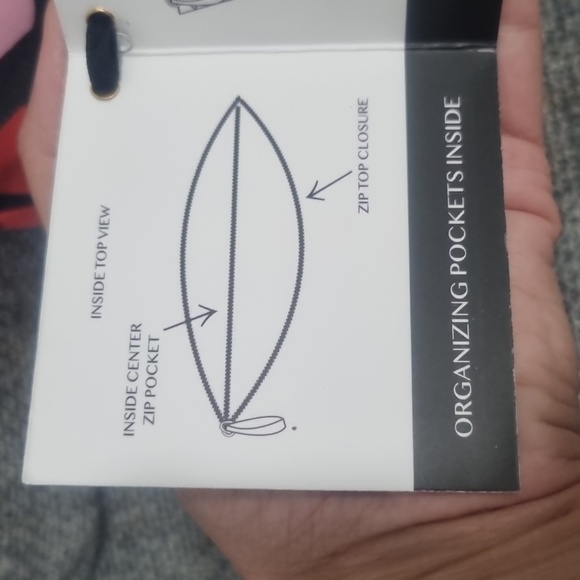 INSIDE TOP VIEW
INSIDE CENTER
ZIP POCKET
ZIP TOP CLOSURE
ORGANIZING POCKETS INSIDE